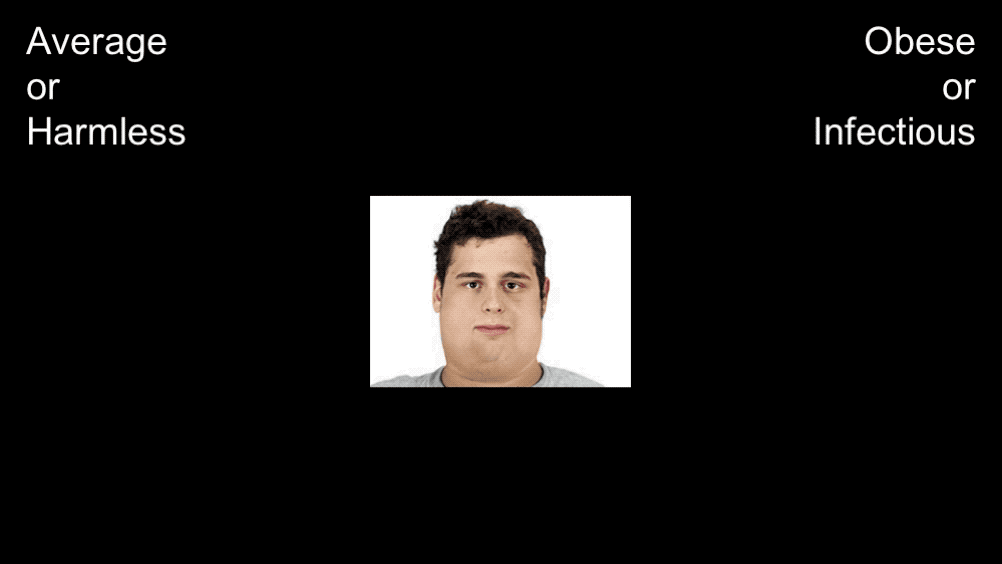 Average
or
Harmless
Obese
or
Infectious